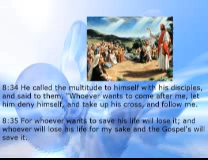 8:34 He called the multitude to himself with his disciples,
and said to them, "Whoever wants to come after me, let
him deny himself, and take up his cross, and follow me.
8:35 For whoever wants to save his life will lose it; and
whoever will lose his life for my sake and the Gospel's will
save it.